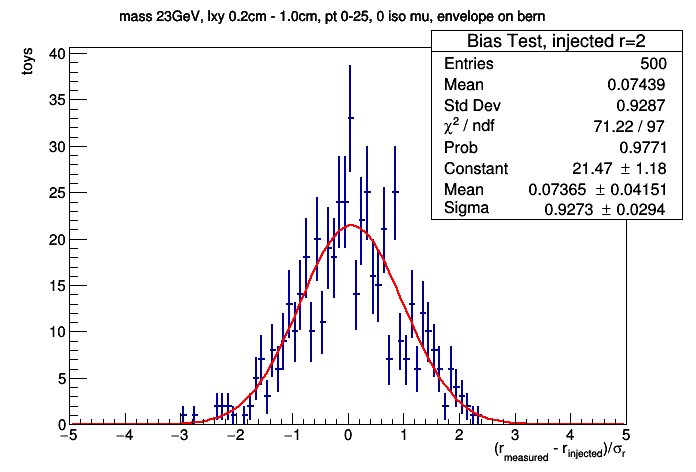 mass 23GeV, lxy 0.2cm - 1.0cm, pt 0-25, 0 iso mu, envelope on bern
Bias Test, injected r=2
Entries 500
Mean 0.07439
Std Dev 0.9287
χ² / ndf 71.22 / 97
Prob 0.9771
Constant 21.47 ± 1.18
Mean 0.07365 ± 0.04151
Sigma 0.9273 ± 0.0294
toys
40
35
30
25
20
15
10
5
0
−5 −4 −3 −2 −1 0 1 2 3 4 5
(r_measured - r_injected)/σ_r